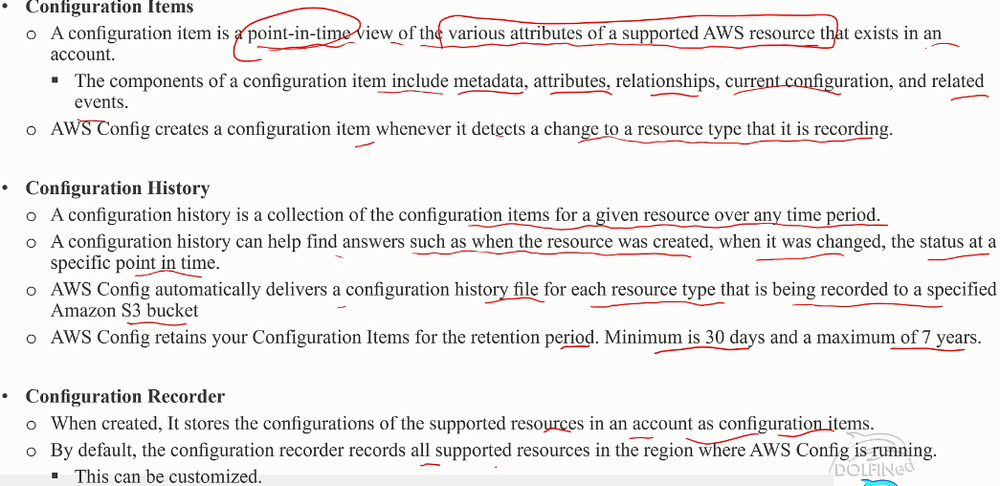 • Configuration Items
o A configuration item is a point-in-time view of the various attributes of a supported AWS resource that exists in an
account.
▪ The components of a configuration item include metadata, attributes, relationships, current configuration, and related
events.
o AWS Config creates a configuration item whenever it detects a change to a resource type that it is recording.
• Configuration History
o A configuration history is a collection of the configuration items for a given resource over any time period.
o A configuration history can help find answers such as when the resource was created, when it was changed, the status at a
specific point in time.
o AWS Config automatically delivers a configuration history file for each resource type that is being recorded to a specified
Amazon S3 bucket
o AWS Config retains your Configuration Items for the retention period. Minimum is 30 days and a maximum of 7 years.
• Configuration Recorder
o When created, It stores the configurations of the supported resources in an account as configuration items.
o By default, the configuration recorder records all supported resources in the region where AWS Config is running.
▪ This can be customized.
DOLFINed